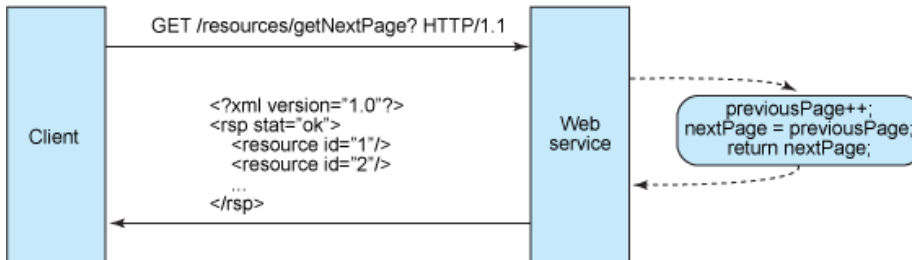 GET /resources/getNextPage? HTTP/1.1
Client
<?xml version="1.0"?>
<rsp stat="ok">
<resource id="1"/>
<resource id="2"/>
...
</rsp>
Web
service
previousPage++;
nextPage = previousPage;
return nextPage;